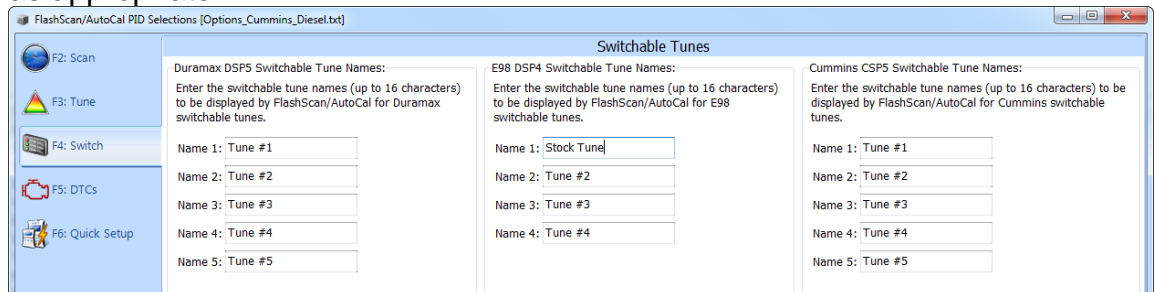 FlashScan/AutoCal PID Selections [Options_Cummins_Diesel.txt]
F2: Scan
F3: Tune
F4: Switch
F5: DTCs
F6: Quick Setup
Switchable Tunes
Duramax DSP5 Switchable Tune Names:
Enter the switchable tune names (up to 16 characters)
to be displayed by FlashScan/AutoCal for Duramax
switchable tunes.
Name 1: Tune #1
Name 2: Tune #2
Name 3: Tune #3
Name 4: Tune #4
Name 5: Tune #5
E98 DSP4 Switchable Tune Names:
Enter the switchable tune names (up to 16 characters)
to be displayed by FlashScan/AutoCal for E98
switchable tunes.
Name 1: Stock Tune
Name 2: Tune #2
Name 3: Tune #3
Name 4: Tune #4
Cummins CSP5 Switchable Tune Names:
Enter the switchable tune names (up to 16 characters) to be
displayed by FlashScan/AutoCal for Cummins switchable
tunes.
Name 1: Tune #1
Name 2: Tune #2
Name 3: Tune #3
Name 4: Tune #4
Name 5: Tune #5